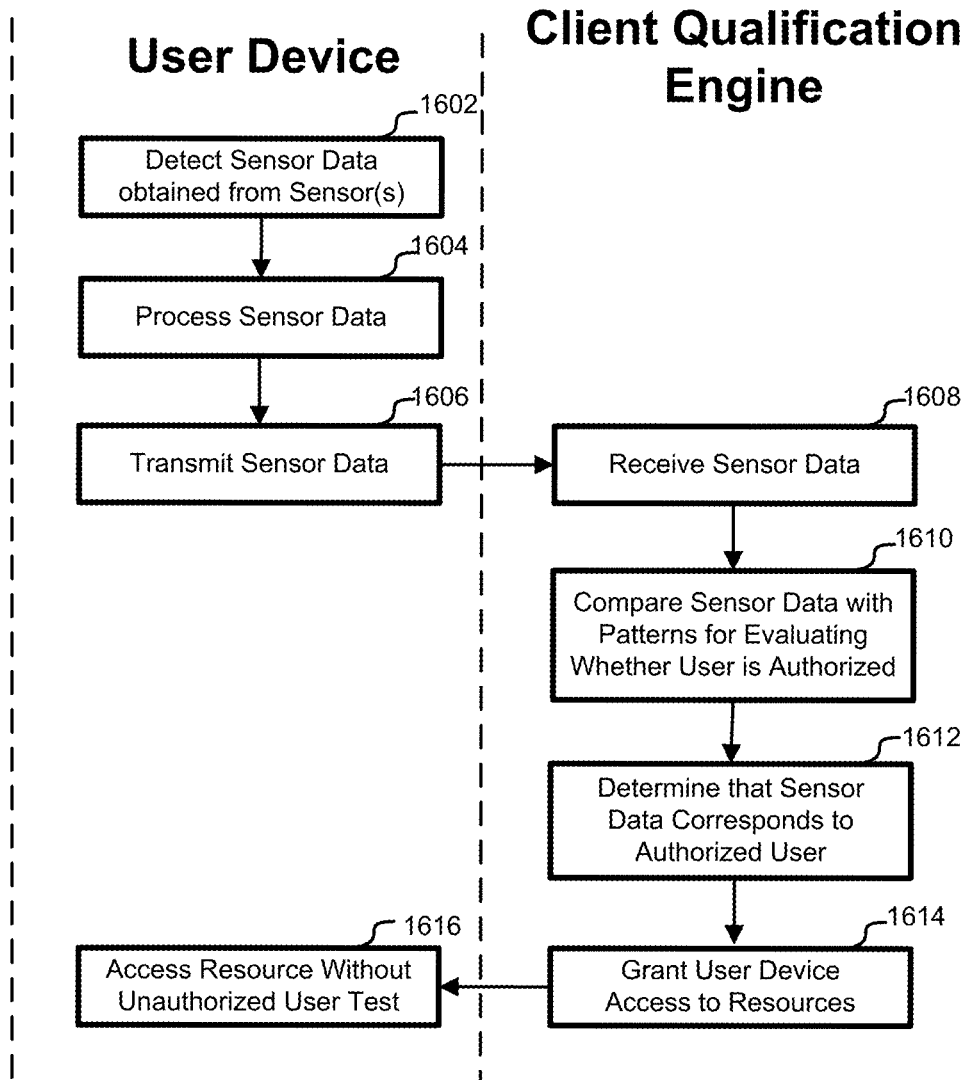 User Device
Client Qualification
Engine
1602
Detect Sensor Data
obtained from Sensor(s)
1604
Process Sensor Data
1606
Transmit Sensor Data
1608
Receive Sensor Data
1610
Compare Sensor Data with
Patterns for Evaluating
Whether User is Authorized
1612
Determine that Sensor
Data Corresponds to
Authorized User
1614
Grant User Device
Access to Resources
1616
Access Resource Without
Unauthorized User Test